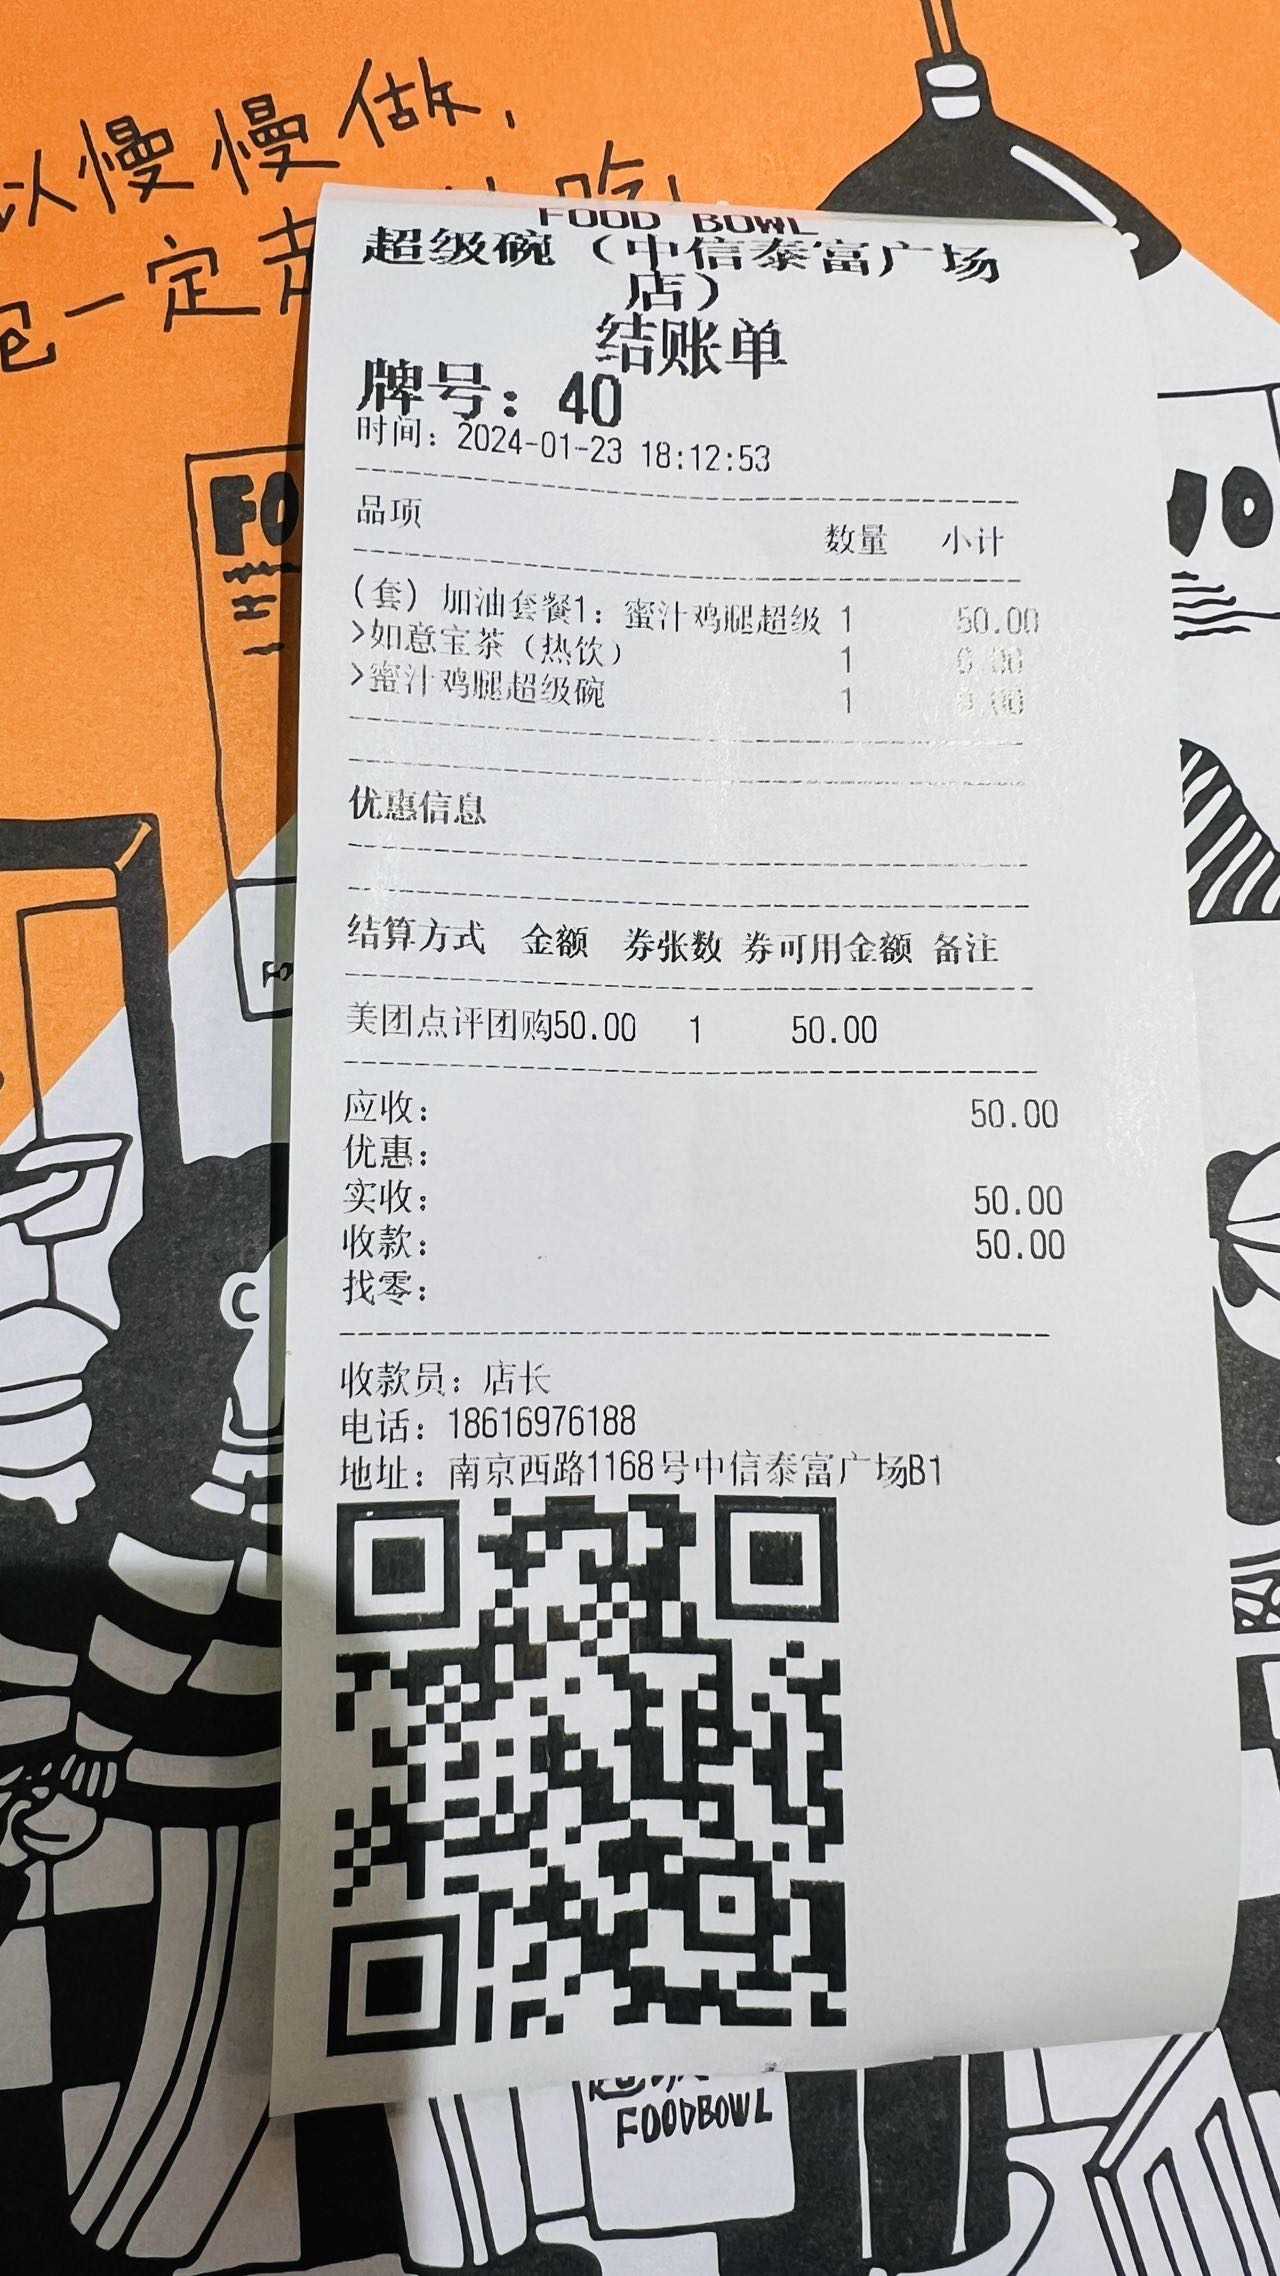 以慢慢做，
一定
FOOD BOWL
超级碗（中信泰富广场
店）
结账单
牌号：40
时间：2024-01-23 18:12:53
品项 数量 小计
(套) 加油套餐1：蜜汁鸡腿超级 1 50.00
>如意宝茶（热饮） 1 0.00
>蜜汁鸡腿超级碗 1 0.00
优惠信息
结算方式 金额 券张数 券可用金额 备注
美团点评团购50.00 1 50.00
应收： 50.00
优惠：
实收： 50.00
收款： 50.00
找零：
收款员：店长
电话：18616976188
地址：南京西路1168号中信泰富广场B1
FOODBOWL